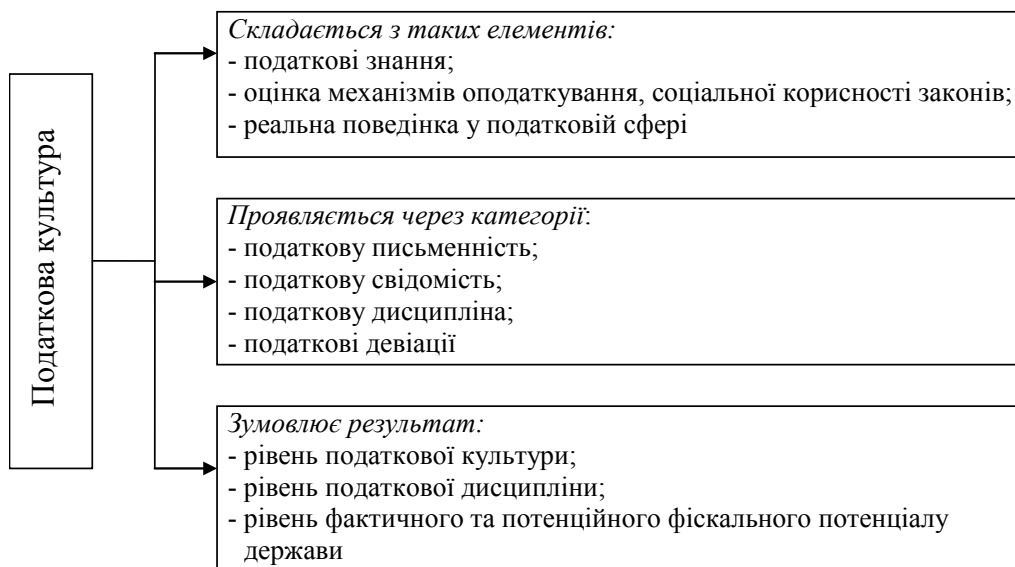 Податкова культура
Складається з таких елементів:
- податкові знання;
- оцінка механізмів оподаткування, соціальної корисності законів;
- реальна поведінка у податковій сфері
Проявляється через категорії:
- податкову письменність;
- податкову свідомість;
- податкову дисципліна;
- податкові девіації
Зумовлює результат:
- рівень податкової культури;
- рівень податкової дисципліни;
- рівень фактичного та потенційного фіскального потенціалу
держави